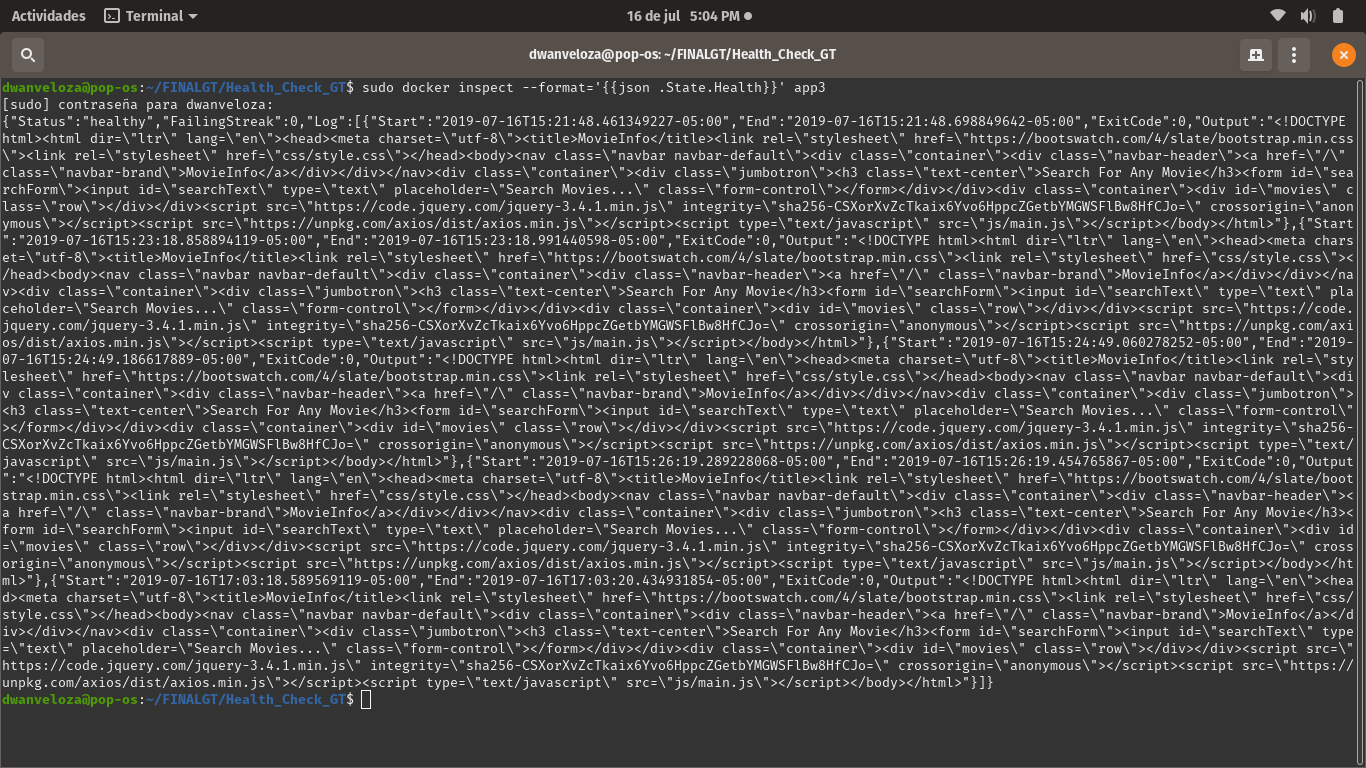 Actividades Terminal 16 de jul 5:04 PM
dwanveloza@pop-os: ~/FINALGT/Health_Check_GT
dwanveloza@pop-os:~/FINALGT/Health_Check_GT$ sudo docker inspect --format='{{json .State.Health}}' app3
[sudo] contraseña para dwanveloza:
{"Status":"healthy","FailingStreak":0,"Log":[{"Start":"2019-07-16T15:21:48.461349227-05:00","End":"2019-07-16T15:21:48.698849642-05:00","ExitCode":0,"Output":"<!DOCTYPE
html><html dir=\"ltr\" lang=\"en\"><head><meta charset=\"utf-8\"><title>MovieInfo</title><link rel=\"stylesheet\" href=\"https://bootswatch.com/4/slate/bootstrap.min.css
\"><link rel=\"stylesheet\" href=\"css/style.css\"></head><body><nav class=\"navbar navbar-default\"><div class=\"container\"><div class=\"navbar-header\"><a href=\"/\"
class=\"navbar-brand\">MovieInfo</a></div></div></nav><div class=\"container\"><div class=\"jumbotron\"><h3 class=\"text-center\">Search For Any Movie</h3><form id=\"sea
rchForm\"><input id=\"searchText\" type=\"text\" placeholder=\"Search Movies...\" class=\"form-control\"></form></div></div><div class=\"container\"><div id=\"movies\" c
lass=\"row\"></div></div><script src=\"https://code.jquery.com/jquery-3.4.1.min.js\" integrity=\"sha256-CSXorXvZcTkaix6Yvo6HppcZGetbYMGWSFlBw8HfCJo=\" crossorigin=\"anon
ymous\"></script><script src=\"https://unpkg.com/axios/dist/axios.min.js\"></script><script type=\"text/javascript\" src=\"js/main.js\"></script></body></html>"},{"Start
":"2019-07-16T15:23:18.858894119-05:00","End":"2019-07-16T15:23:18.991440598-05:00","ExitCode":0,"Output":"<!DOCTYPE html><html dir=\"ltr\" lang=\"en\"><head><meta chars
et=\"utf-8\"><title>MovieInfo</title><link rel=\"stylesheet\" href=\"https://bootswatch.com/4/slate/bootstrap.min.css\"><link rel=\"stylesheet\" href=\"css/style.css\"><
/head><body><nav class=\"navbar navbar-default\"><div class=\"container\"><div class=\"navbar-header\"><a href=\"/\" class=\"navbar-brand\">MovieInfo</a></div></div></na
v><div class=\"container\"><div class=\"jumbotron\"><h3 class=\"text-center\">Search For Any Movie</h3><form id=\"searchForm\"><input id=\"searchText\" type=\"text\" pla
ceholder=\"Search Movies...\" class=\"form-control\"></form></div></div><div class=\"container\"><div id=\"movies\" class=\"row\"></div></div><script src=\"https://code.
jquery.com/jquery-3.4.1.min.js\" integrity=\"sha256-CSXorXvZcTkaix6Yvo6HppcZGetbYMGWSFlBw8HfCJo=\" crossorigin=\"anonymous\"></script><script src=\"https://unpkg.com/axi
os/dist/axios.min.js\"></script><script type=\"text/javascript\" src=\"js/main.js\"></script></body></html>"},{"Start":"2019-07-16T15:24:49.060278252-05:00","End":"2019-
07-16T15:24:49.186617889-05:00","ExitCode":0,"Output":"<!DOCTYPE html><html dir=\"ltr\" lang=\"en\"><head><meta charset=\"utf-8\"><title>MovieInfo</title><link rel=\"sty
lesheet\" href=\"https://bootswatch.com/4/slate/bootstrap.min.css\"><link rel=\"stylesheet\" href=\"css/style.css\"></head><body><nav class=\"navbar navbar-default\"><di
v class=\"container\"><div class=\"navbar-header\"><a href=\"/\" class=\"navbar-brand\">MovieInfo</a></div></div></nav><div class=\"container\"><div class=\"jumbotron\">
<h3 class=\"text-center\">Search For Any Movie</h3><form id=\"searchForm\"><input id=\"searchText\" type=\"text\" placeholder=\"Search Movies...\" class=\"form-control\"
></form></div></div><div class=\"container\"><div id=\"movies\" class=\"row\"></div></div><script src=\"https://code.jquery.com/jquery-3.4.1.min.js\" integrity=\"sha256-
CSXorXvZcTkaix6Yvo6HppcZGetbYMGWSFlBw8HfCJo=\" crossorigin=\"anonymous\"></script><script src=\"https://unpkg.com/axios/dist/axios.min.js\"></script><script type=\"text/
javascript\" src=\"js/main.js\"></script></body></html>"},{"Start":"2019-07-16T15:26:19.289228068-05:00","End":"2019-07-16T15:26:19.454765867-05:00","ExitCode":0,"Output
":"<!DOCTYPE html><html dir=\"ltr\" lang=\"en\"><head><meta charset=\"utf-8\"><title>MovieInfo</title><link rel=\"stylesheet\" href=\"https://bootswatch.com/4/slate/boot
strap.min.css\"><link rel=\"stylesheet\" href=\"css/style.css\"></head><body><nav class=\"navbar navbar-default\"><div class=\"container\"><div class=\"navbar-header\"><
a href=\"/\" class=\"navbar-brand\">MovieInfo</a></div></div></nav><div class=\"container\"><div class=\"jumbotron\"><h3 class=\"text-center\">Search For Any Movie</h3><
form id=\"searchForm\"><input id=\"searchText\" type=\"text\" placeholder=\"Search Movies...\" class=\"form-control\"></form></div></div><div class=\"container\"><div id
=\"movies\" class=\"row\"></div></div><script src=\"https://code.jquery.com/jquery-3.4.1.min.js\" integrity=\"sha256-CSXorXvZcTkaix6Yvo6HppcZGetbYMGWSFlBw8HfCJo=\" cross
origin=\"anonymous\"></script><script src=\"https://unpkg.com/axios/dist/axios.min.js\"></script><script type=\"text/javascript\" src=\"js/main.js\"></script></body></ht
ml>"},{"Start":"2019-07-16T17:03:18.589569119-05:00","End":"2019-07-16T17:03:20.434931854-05:00","ExitCode":0,"Output":"<!DOCTYPE html><html dir=\"ltr\" lang=\"en\"><hea
d><meta charset=\"utf-8\"><title>MovieInfo</title><link rel=\"stylesheet\" href=\"https://bootswatch.com/4/slate/bootstrap.min.css\"><link rel=\"stylesheet\" href=\"css/
style.css\"></head><body><nav class=\"navbar navbar-default\"><div class=\"container\"><div class=\"navbar-header\"><a href=\"/\" class=\"navbar-brand\">MovieInfo</a></d
iv></div></nav><div class=\"container\"><div class=\"jumbotron\"><h3 class=\"text-center\">Search For Any Movie</h3><form id=\"searchForm\"><input id=\"searchText\" type
=\"text\" placeholder=\"Search Movies...\" class=\"form-control\"></form></div></div><div class=\"container\"><div id=\"movies\" class=\"row\"></div></div><script src=\"
https://code.jquery.com/jquery-3.4.1.min.js\" integrity=\"sha256-CSXorXvZcTkaix6Yvo6HppcZGetbYMGWSFlBw8HfCJo=\" crossorigin=\"anonymous\"></script><script src=\"https://
unpkg.com/axios/dist/axios.min.js\"></script><script type=\"text/javascript\" src=\"js/main.js\"></script></body></html>"}]}
dwanveloza@pop-os:~/FINALGT/Health_Check_GT$